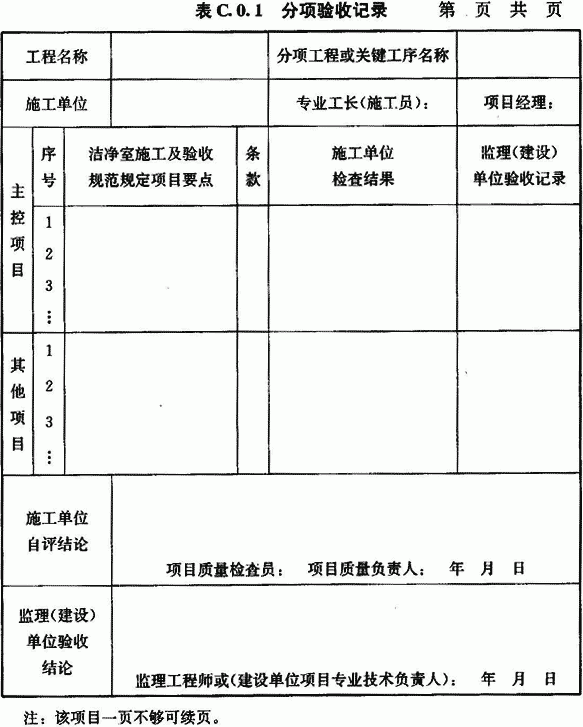 表 C.0.1 分项验收记录 第 页 共 页
工程名称 分项工程或关键工序名称
施工单位 专业工长(施工员): 项目经理:
主控项目 序号 洁净室施工及验收规范规定项目要点 条款 施工单位检查结果 监理(建设)单位验收记录
1
2
3
⋮
其他项目
1
2
3
⋮
施工单位
自评结论
项目质量检查员: 项目质量负责人: 年 月 日
监理(建设)
单位验收
结论
监理工程师或(建设单位项目专业技术负责人): 年 月 日
注:该项目一页不够可续页。